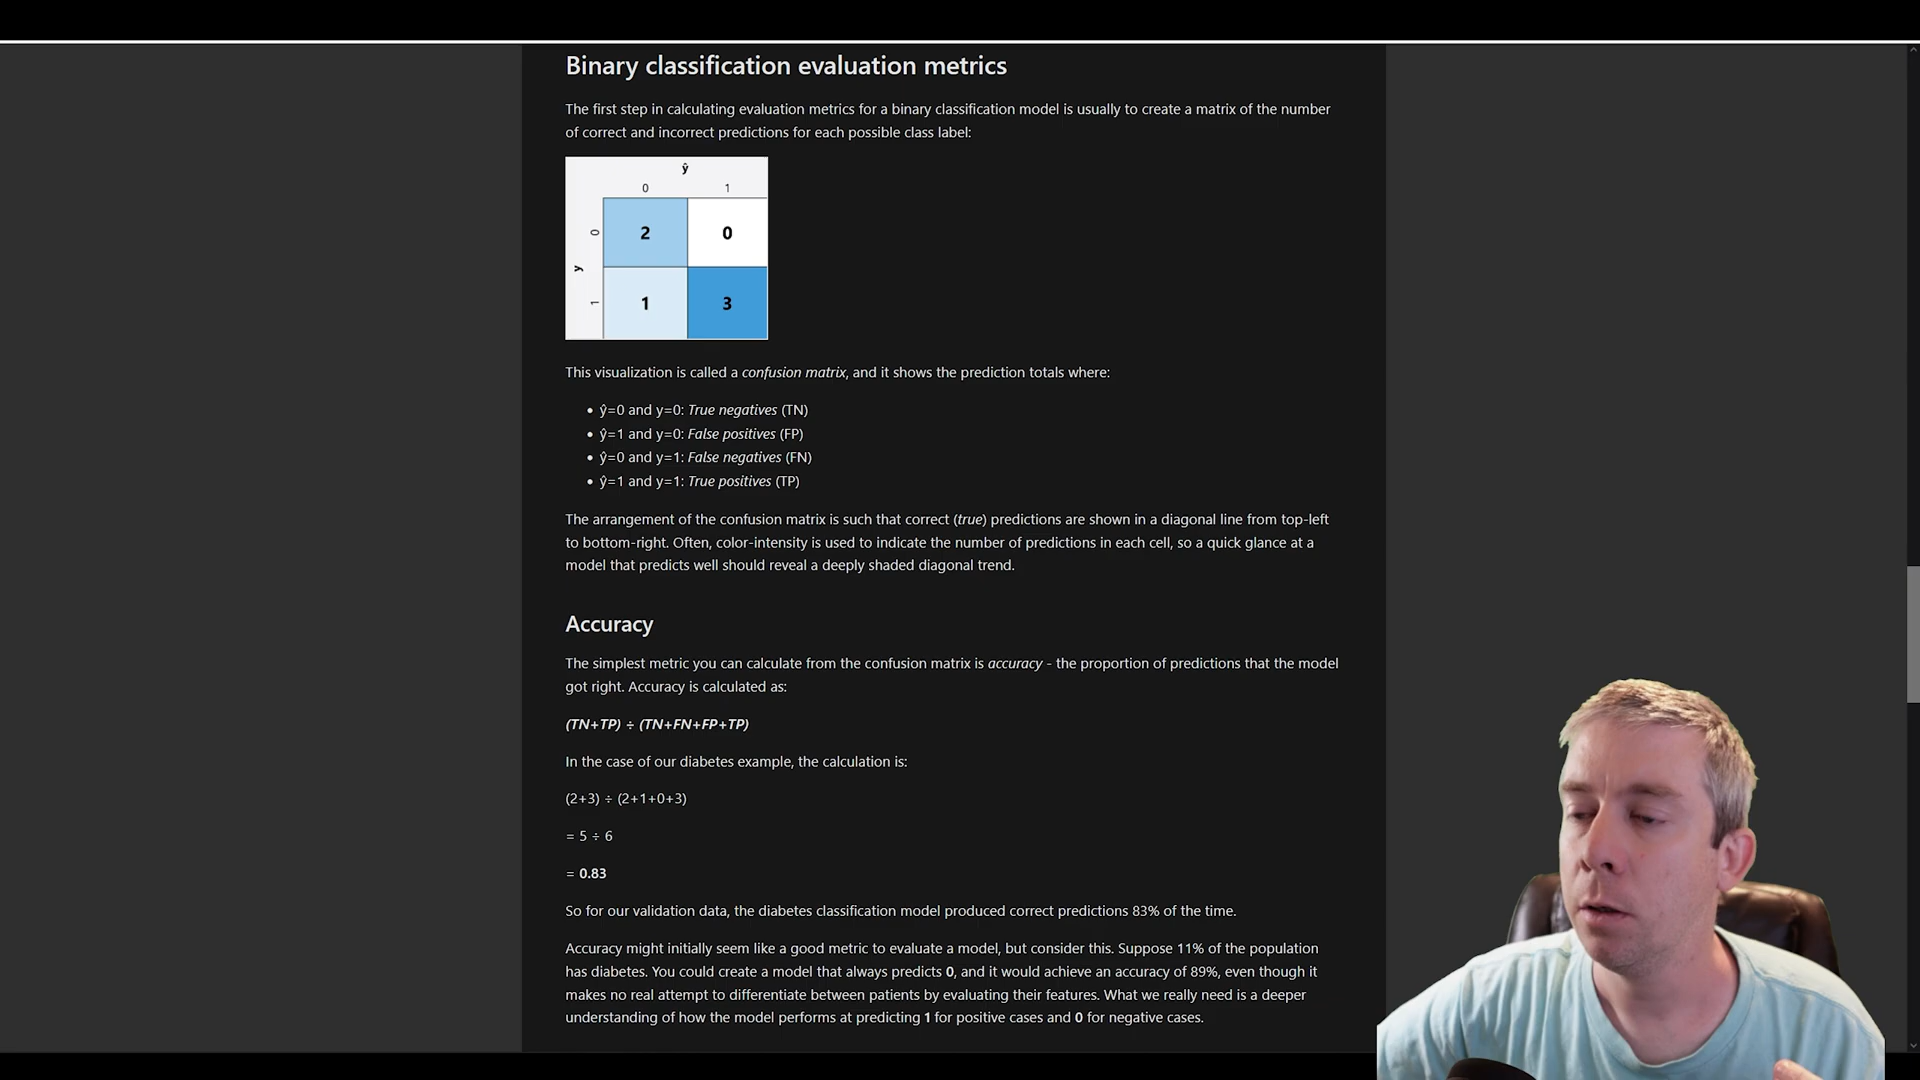 Binary classification evaluation metrics
The first step in calculating evaluation metrics for a binary classification model is usually to create a matrix of the number
of correct and incorrect predictions for each possible class label:
ŷ
0 1
0 2 0
y
1 1 3
This visualization is called a confusion matrix, and it shows the prediction totals where:
• ŷ=0 and y=0: True negatives (TN)
• ŷ=1 and y=0: False positives (FP)
• ŷ=0 and y=1: False negatives (FN)
• ŷ=1 and y=1: True positives (TP)
The arrangement of the confusion matrix is such that correct (true) predictions are shown in a diagonal line from top-left
to bottom-right. Often, color-intensity is used to indicate the number of predictions in each cell, so a quick glance at a
model that predicts well should reveal a deeply shaded diagonal trend.
Accuracy
The simplest metric you can calculate from the confusion matrix is accuracy - the proportion of predictions that the model
got right. Accuracy is calculated as:
(TN+TP) ÷ (TN+FN+FP+TP)
In the case of our diabetes example, the calculation is:
(2+3) ÷ (2+1+0+3)
= 5 ÷ 6
= 0.83
So for our validation data, the diabetes classification model produced correct predictions 83% of the time.
Accuracy might initially seem like a good metric to evaluate a model, but consider this. Suppose 11% of the population
has diabetes. You could create a model that always predicts 0, and it would achieve an accuracy of 89%, even though it
makes no real attempt to differentiate between patients by evaluating their features. What we really need is a deeper
understanding of how the model performs at predicting 1 for positive cases and 0 for negative cases.